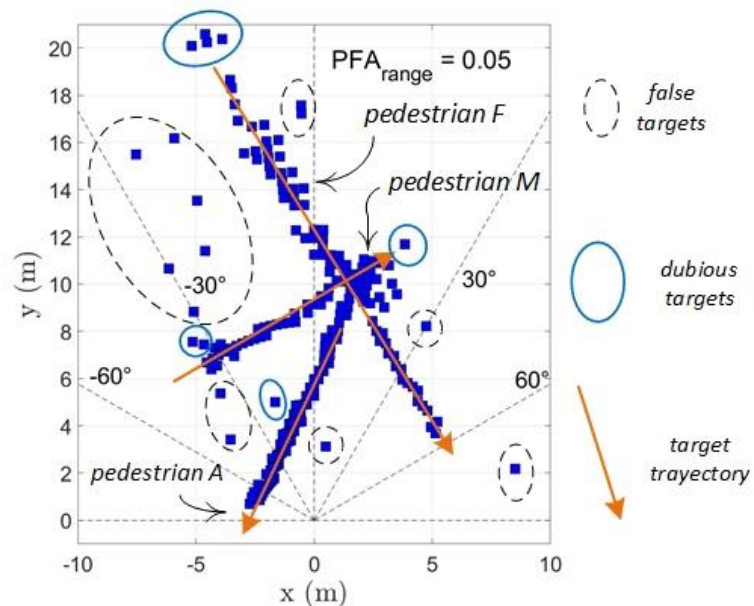 20
18
16
14
12
10
8
6
4
2
0
y (m)
-10
-5
0
5
10
x (m)
PFArange = 0.05
pedestrian F
pedestrian M
pedestrian A
-30°
30°
-60°
60°
false
targets
dubious
targets
target
trayectory